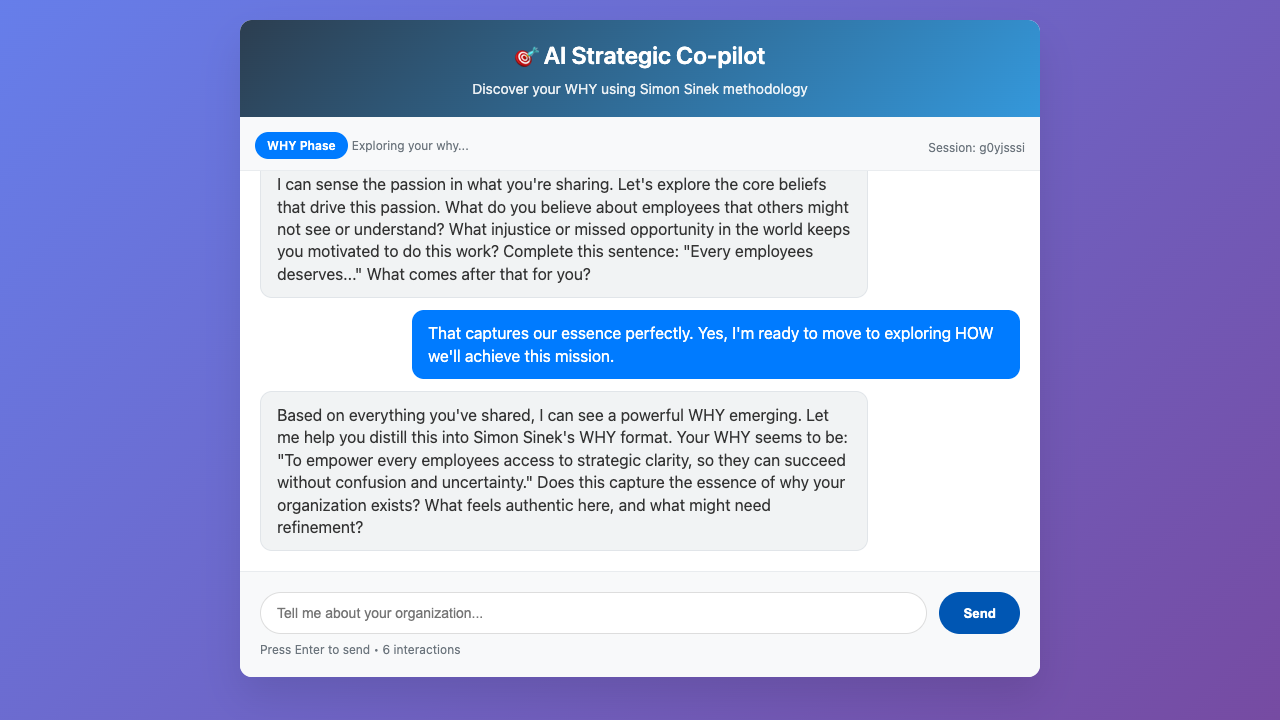 🎯 AI Strategic Co-pilot
Discover your WHY using Simon Sinek methodology
WHY Phase Exploring your why...
Session: g0yjsssi
I can sense the passion in what you're sharing. Let's explore the core beliefs
that drive this passion. What do you believe about employees that others might
not see or understand? What injustice or missed opportunity in the world keeps
you motivated to do this work? Complete this sentence: "Every employees
deserves..." What comes after that for you?
That captures our essence perfectly. Yes, I'm ready to move to exploring HOW
we'll achieve this mission.
Based on everything you've shared, I can see a powerful WHY emerging. Let
me help you distill this into Simon Sinek's WHY format. Your WHY seems to be:
"To empower every employees access to strategic clarity, so they can succeed
without confusion and uncertainty." Does this capture the essence of why your
organization exists? What feels authentic here, and what might need
refinement?
Tell me about your organization...
Send
Press Enter to send • 6 interactions